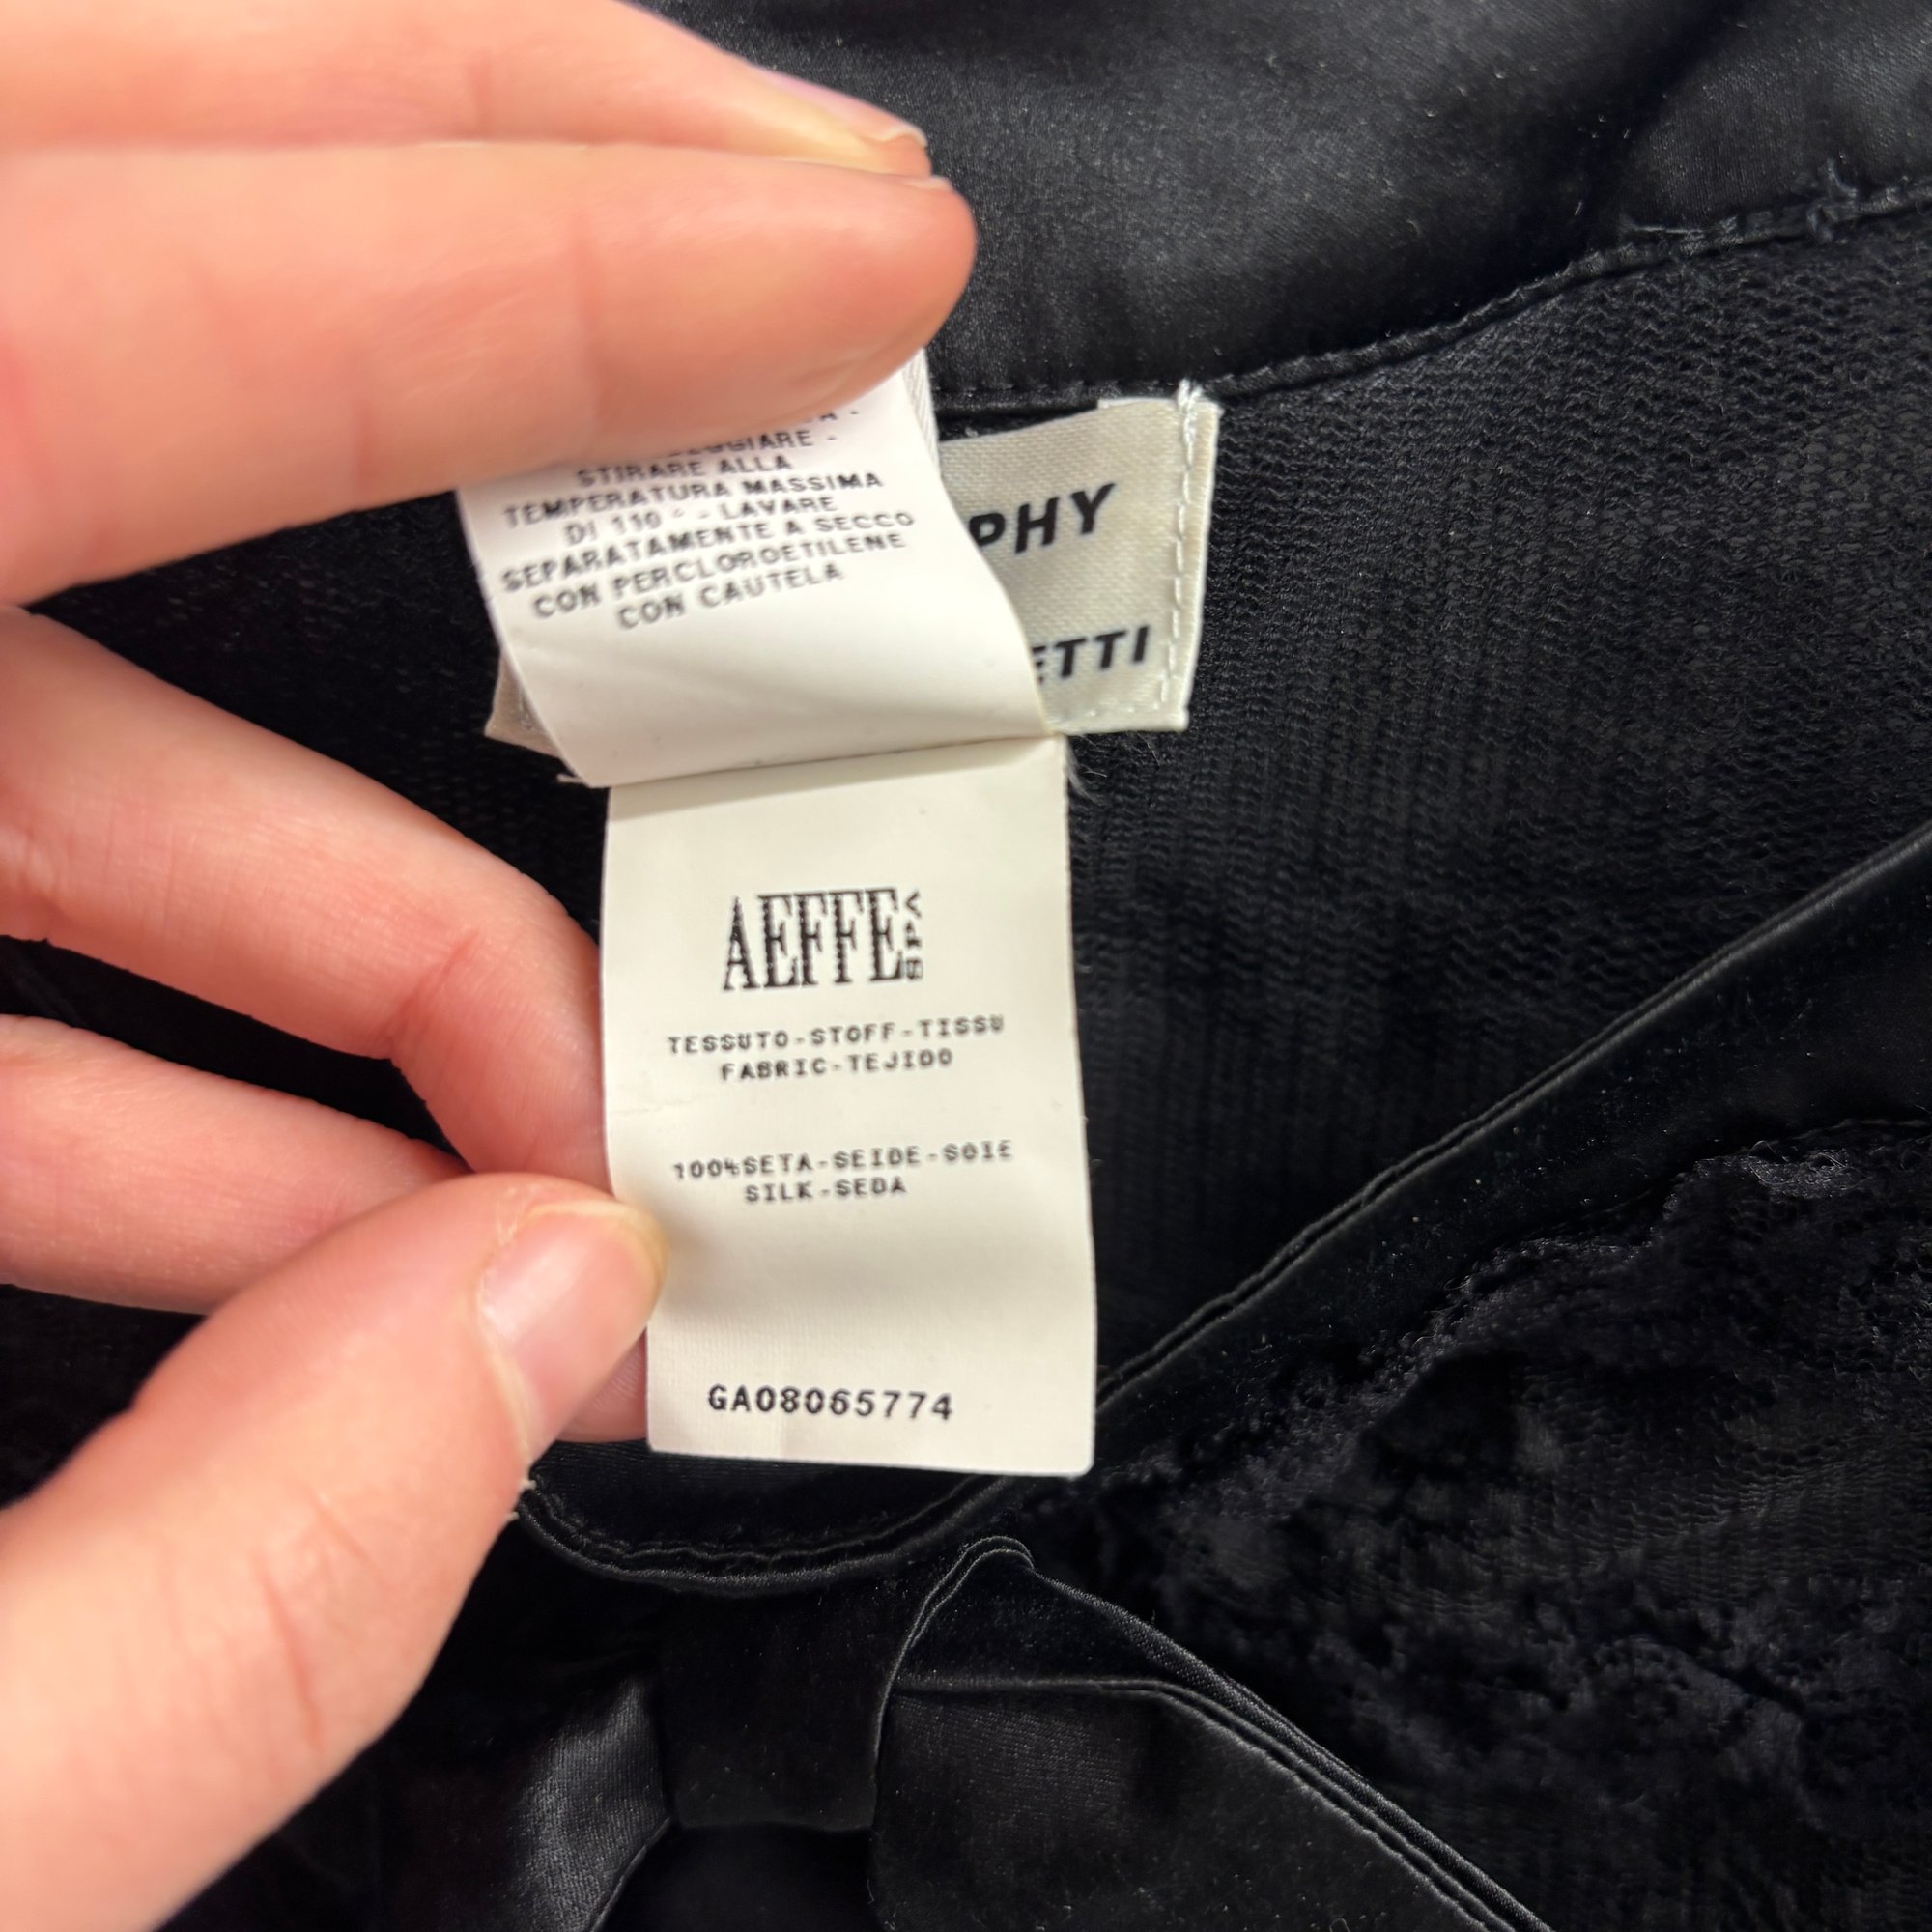 STIRARE ALLA
TEMPERATURA MASSIMA
DI 110 ° - LAVARE
SEPARATAMENTE A SECCO
CON PERCLOROETILENE
CON CAUTELA
PHY
ETTI
AEFFE SPA
TESSUTO-STOFF-TISSU
FABRIC-TEJIDO
100%SETA-SEIDE-SOIE
SILK-SEDA
GA08065774